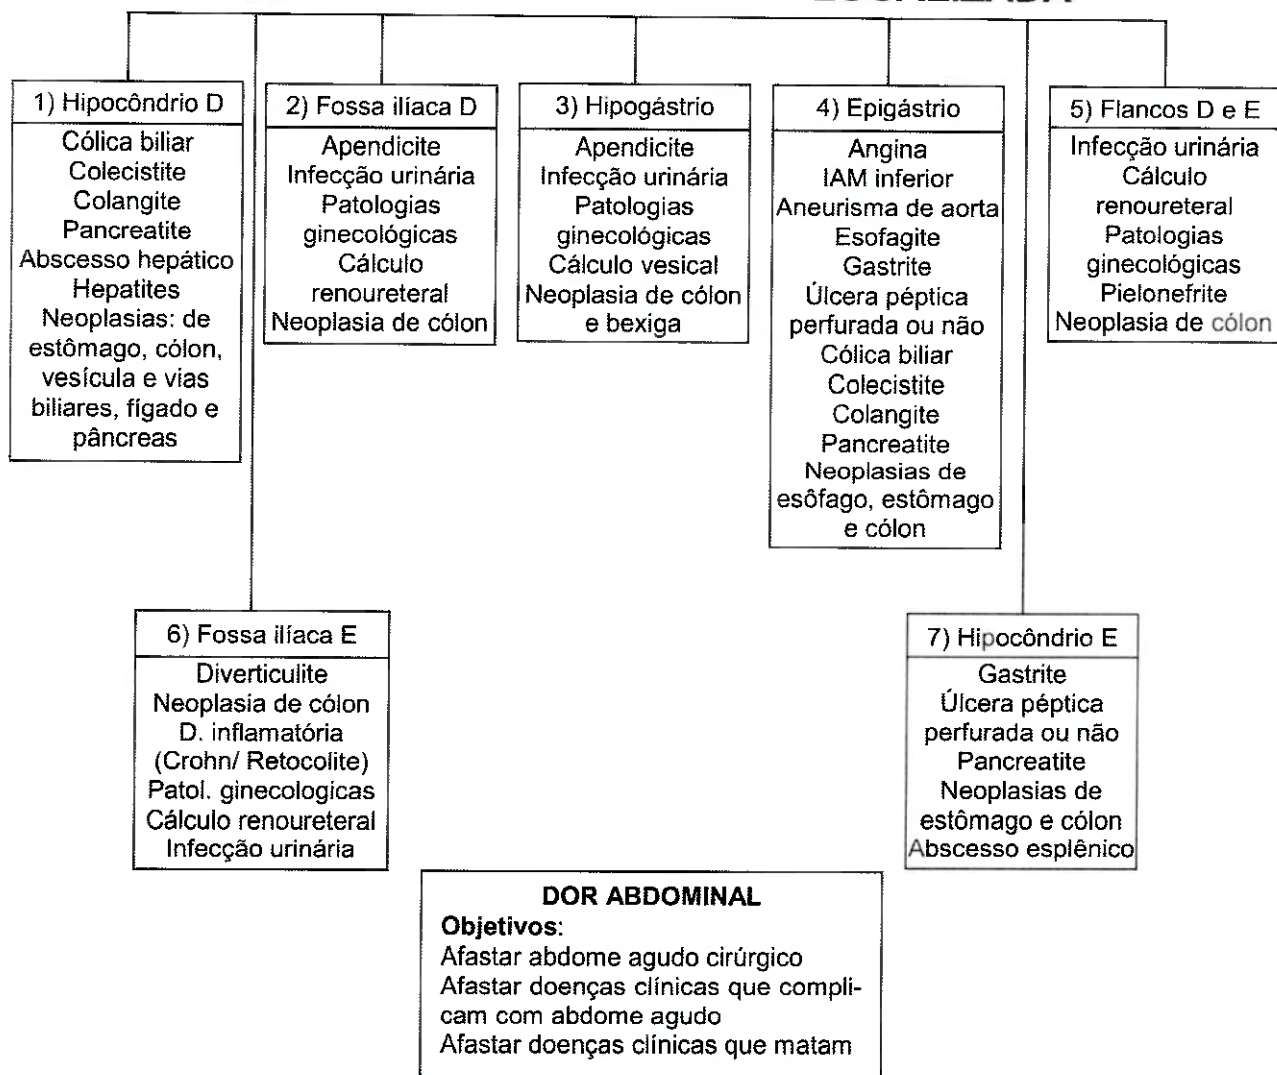 1) Hipocôndrio D
Cólica biliar
Colecistite
Colangite
Pancreatite
Abscesso hepático
Hepatites
Neoplasias: de
estômago, cólon,
vesícula e vias
biliares, fígado e
pâncreas
2) Fossa ilíaca D
Apendicite
Infecção urinária
Patologias
ginecológicas
Cálculo
renoureteral
Neoplasia de cólon
3) Hipogástrio
Apendicite
Infecção urinária
Patologias
ginecológicas
Cálculo vesical
Neoplasia de cólon
e bexiga
4) Epigástrio
Angina
IAM inferior
Aneurisma de aorta
Esofagite
Gastrite
Úlcera péptica
perfurada ou não
Cólica biliar
Colecistite
Colangite
Pancreatite
Neoplasias de
esôfago, estômago
e cólon
5) Flancos D e E
Infecção urinária
Cálculo
renoureteral
Patologias
ginecológicas
Pielonefrite
Neoplasia de cólon
6) Fossa ilíaca E
Diverticulite
Neoplasia de cólon
D. inflamatória
(Crohn/ Retocolite)
Patol. ginecologicas
Cálculo renoureteral
Infecção urinária
7) Hipocôndrio E
Gastrite
Úlcera péptica
perfurada ou não
Pancreatite
Neoplasias de
estômago e cólon
Abscesso esplênico
DOR ABDOMINAL
Objetivos:
Afastar abdome agudo cirúrgico
Afastar doenças clínicas que compli-
cam com abdome agudo
Afastar doenças clínicas que matam